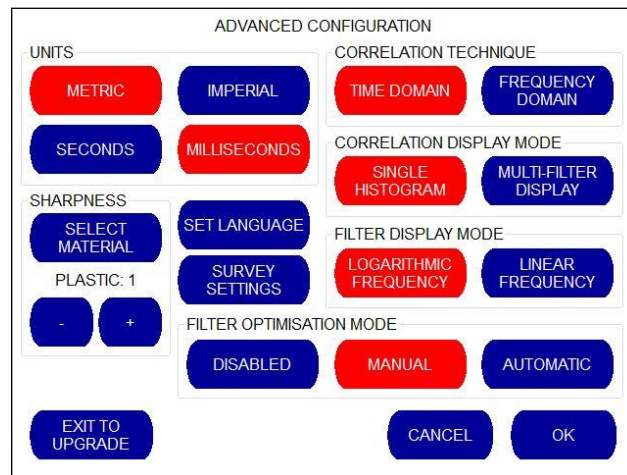 ADVANCED CONFIGURATION
UNITS
METRIC
IMPERIAL
SECONDS
MILLISECONDS
CORRELATION TECHNIQUE
TIME DOMAIN
FREQUENCY
DOMAIN
CORRELATION DISPLAY MODE
SINGLE
HISTOGRAM
MULTI-FILTER
DISPLAY
SHARPNESS
SELECT
MATERIAL
PLASTIC: 1
-
+
SET LANGUAGE
SURVEY
SETTINGS
FILTER DISPLAY MODE
LOGARITHMIC
FREQUENCY
LINEAR
FREQUENCY
FILTER OPTIMISATION MODE
DISABLED
MANUAL
AUTOMATIC
EXIT TO
UPGRADE
CANCEL
OK